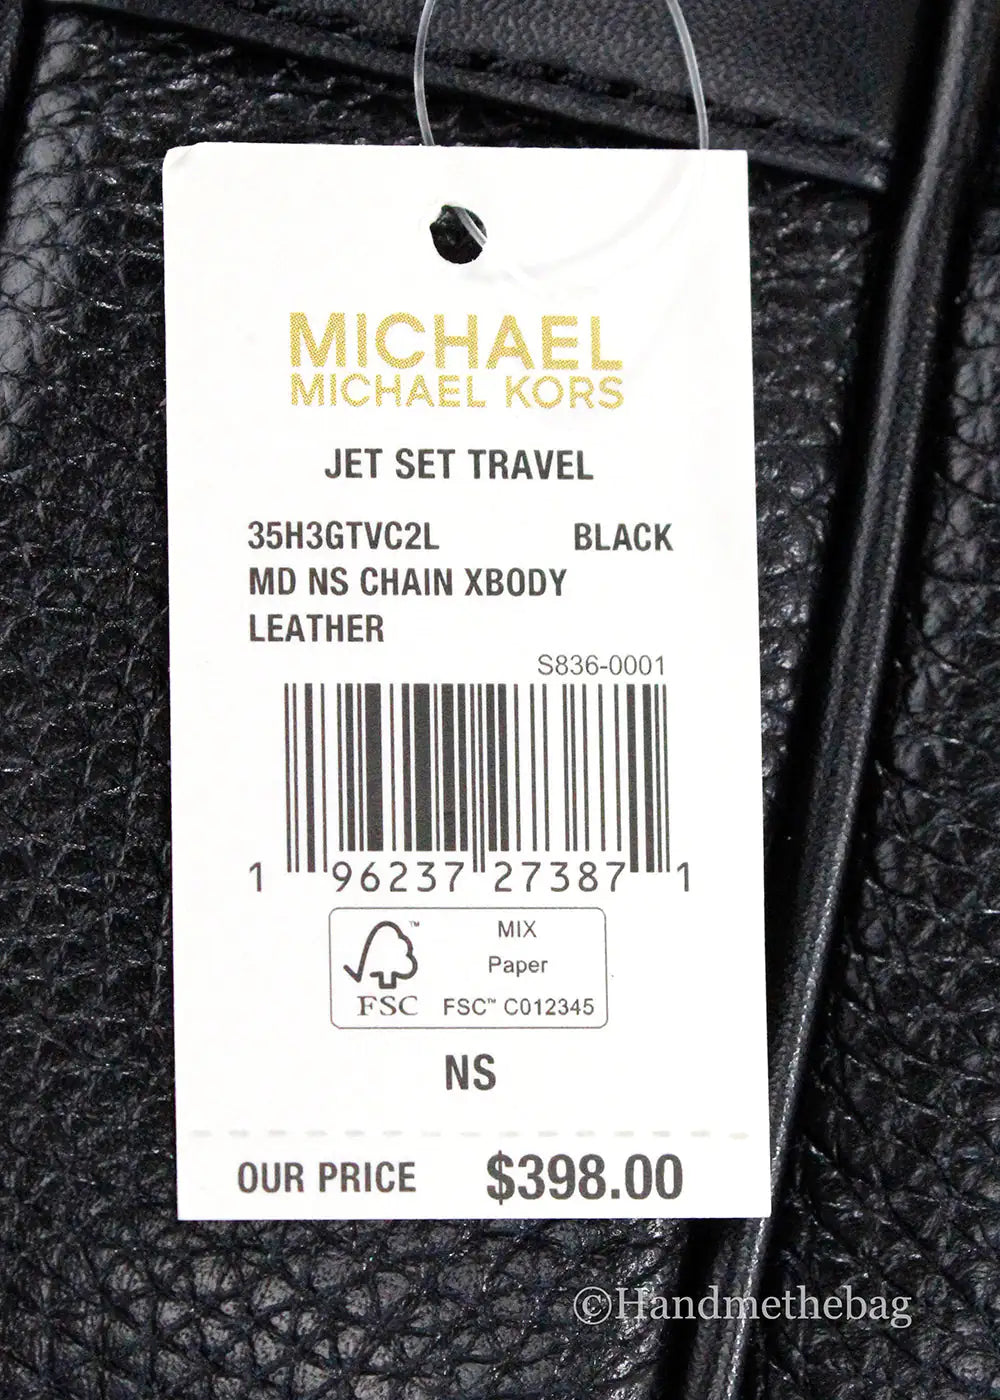 MICHAEL
MICHAEL KORS
JET SET TRAVEL
35H3GTVC2L BLACK
MD NS CHAIN XBODY
LEATHER
S836-0001
1 96237 27387 1
MIX
Paper
FSC™ C012345
™
FSC
NS
OUR PRICE $398.00
©Handmethebag